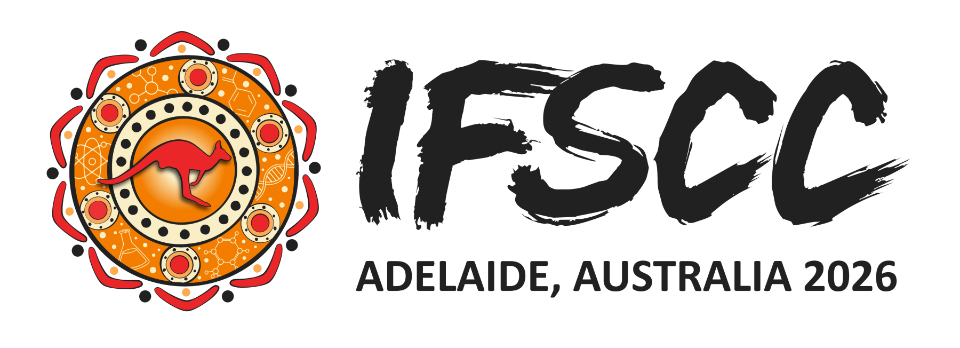 IFSCC
ADELAIDE, AUSTRALIA 2026